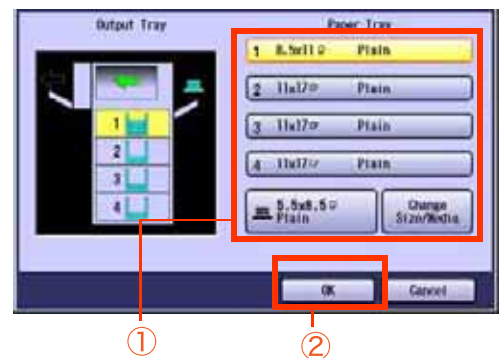 Output Tray
Paper Tray
1 8.5x11 Plain
2 11x17 Plain
3 11x17 Plain
4 11x17 Plain
5.5x8.5
Plain
Change
Size/Media
1
2
3
4
OK
Cancel
① ②